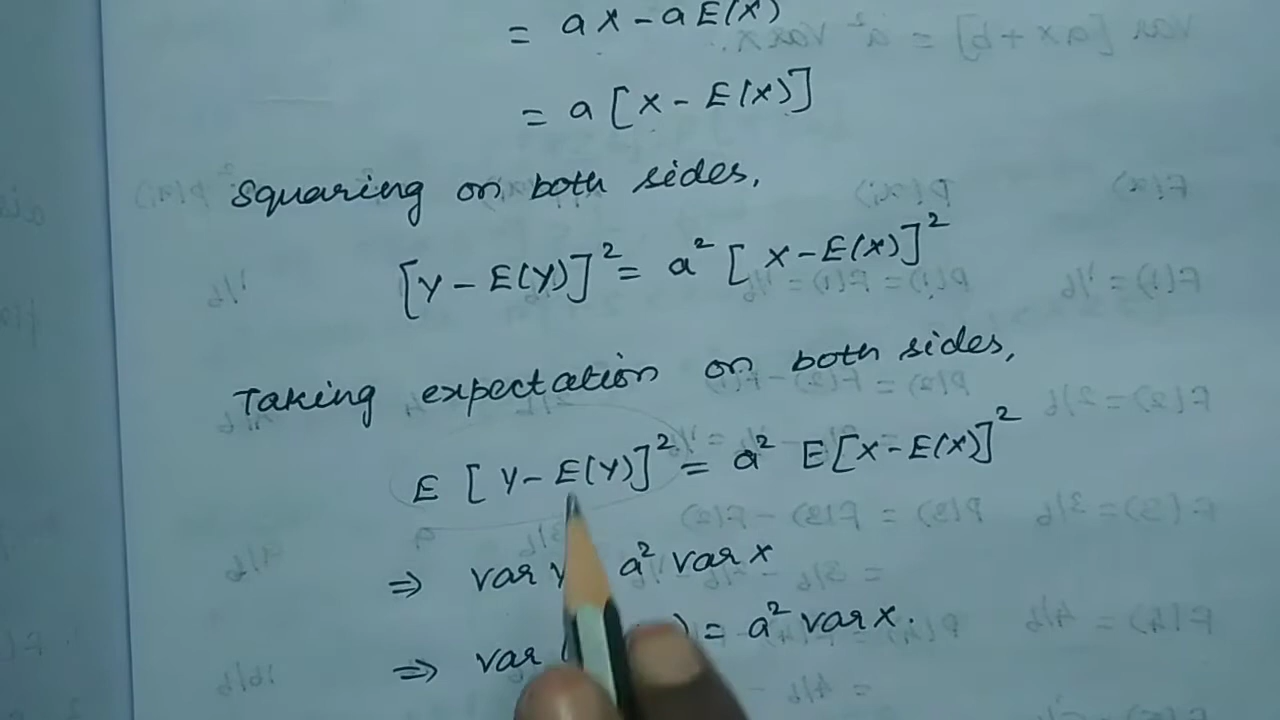 = ax - aE(x)
= a [x - E(x)]
Squaring on both sides,
[y - E(y)]² = a² [x - E(x)]²
Taking expectation on both sides,
E [y - E(y)]² = a² E[x - E(x)]²
⇒ var y a² var x
⇒ var ( ) = a² var x.